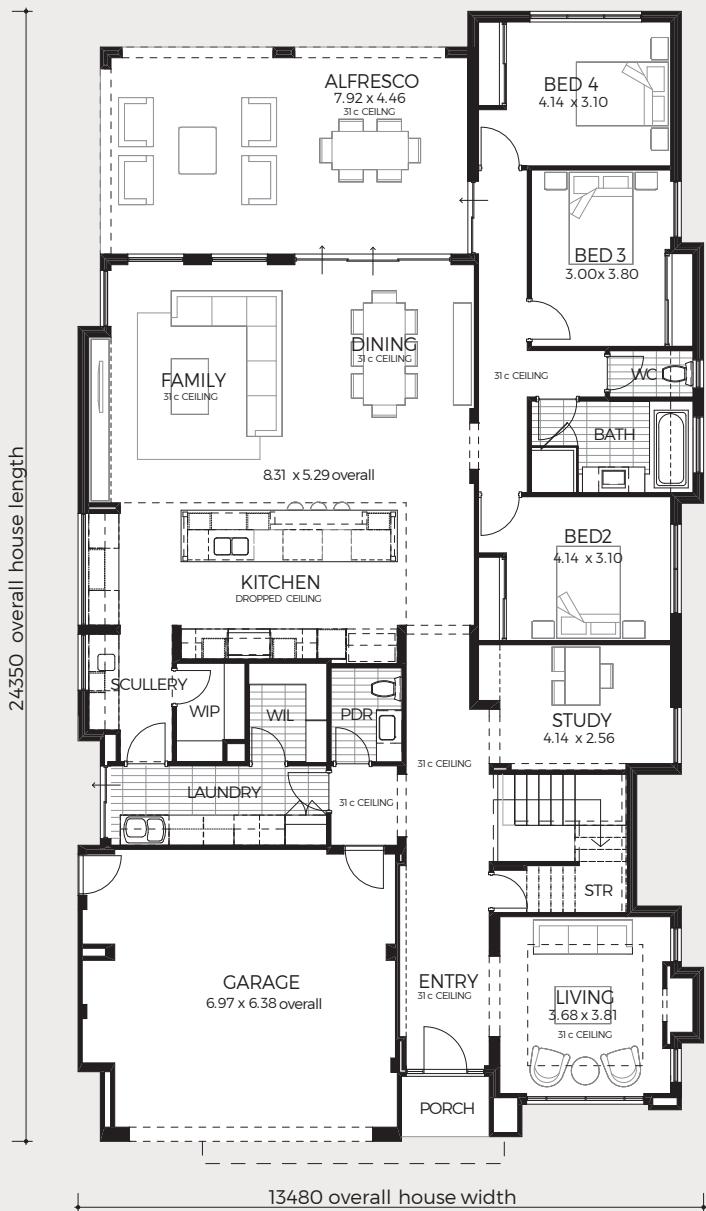 ALFRESCO
7.92 x 4.46
31 c CEILNG
BED 4
4.14 x 3.10
BED 3
3.00x 3.80
DINING
31 c CEILING
FAMILY
31 c CEILING
31 c CEILING
WC
BATH
8.31 x 5.29 overall
BED2
4.14 x 3.10
KITCHEN
DROPPED CEILING
24350 overall house length
SCULLERY
WIP
WIL
PDR
STUDY
4.14 x 2.56
31 c CEILING
LAUNDRY
31 c CEILING
STR
GARAGE
6.97 x 6.38 overall
ENTRY
31 c CEILING
LIVING
3.68 x 3.81
31 c CEILING
PORCH
13480 overall house width